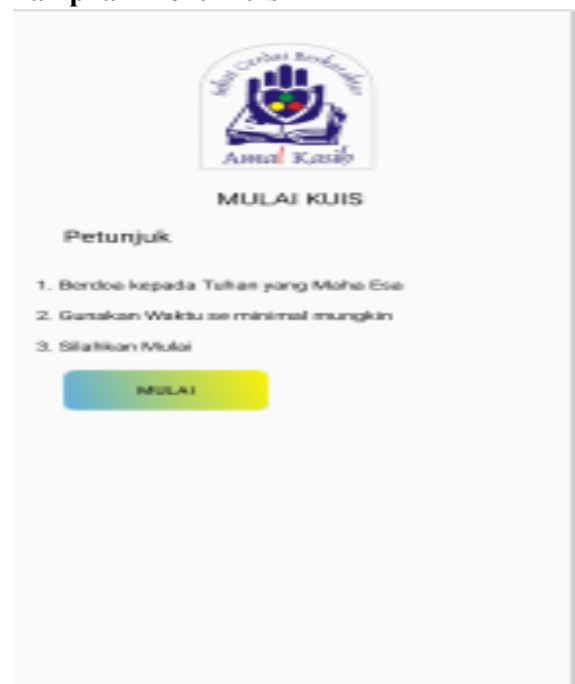 Cerdas
Amal Kasih
MULAI KUIS
Petunjuk
1. Berdoa kepada Tuhan yang Maha Esa
2. Gunakan Waktu se minimal mungkin
3. Silahkan Mulai
MULAI